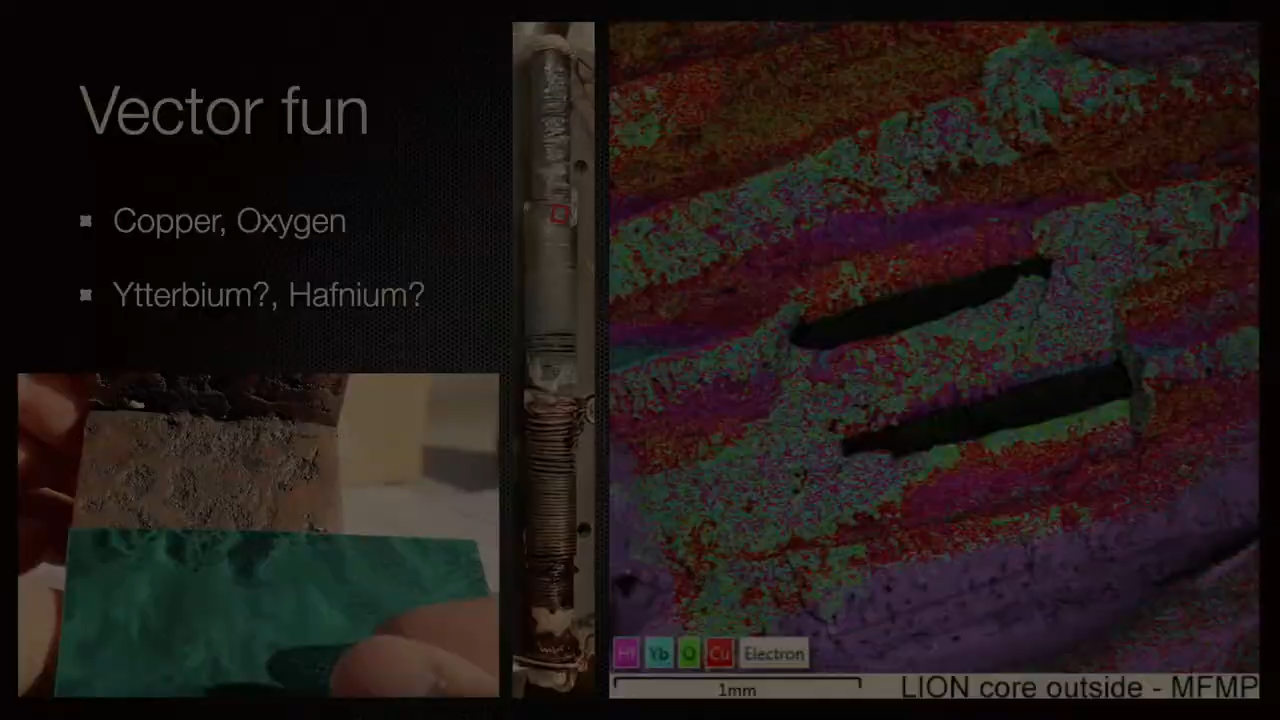 Vector fun
Copper, Oxygen
Ytterbium?, Hafnium?
Hf Yb O Cu Electron
1mm
LION core outside - MFMP